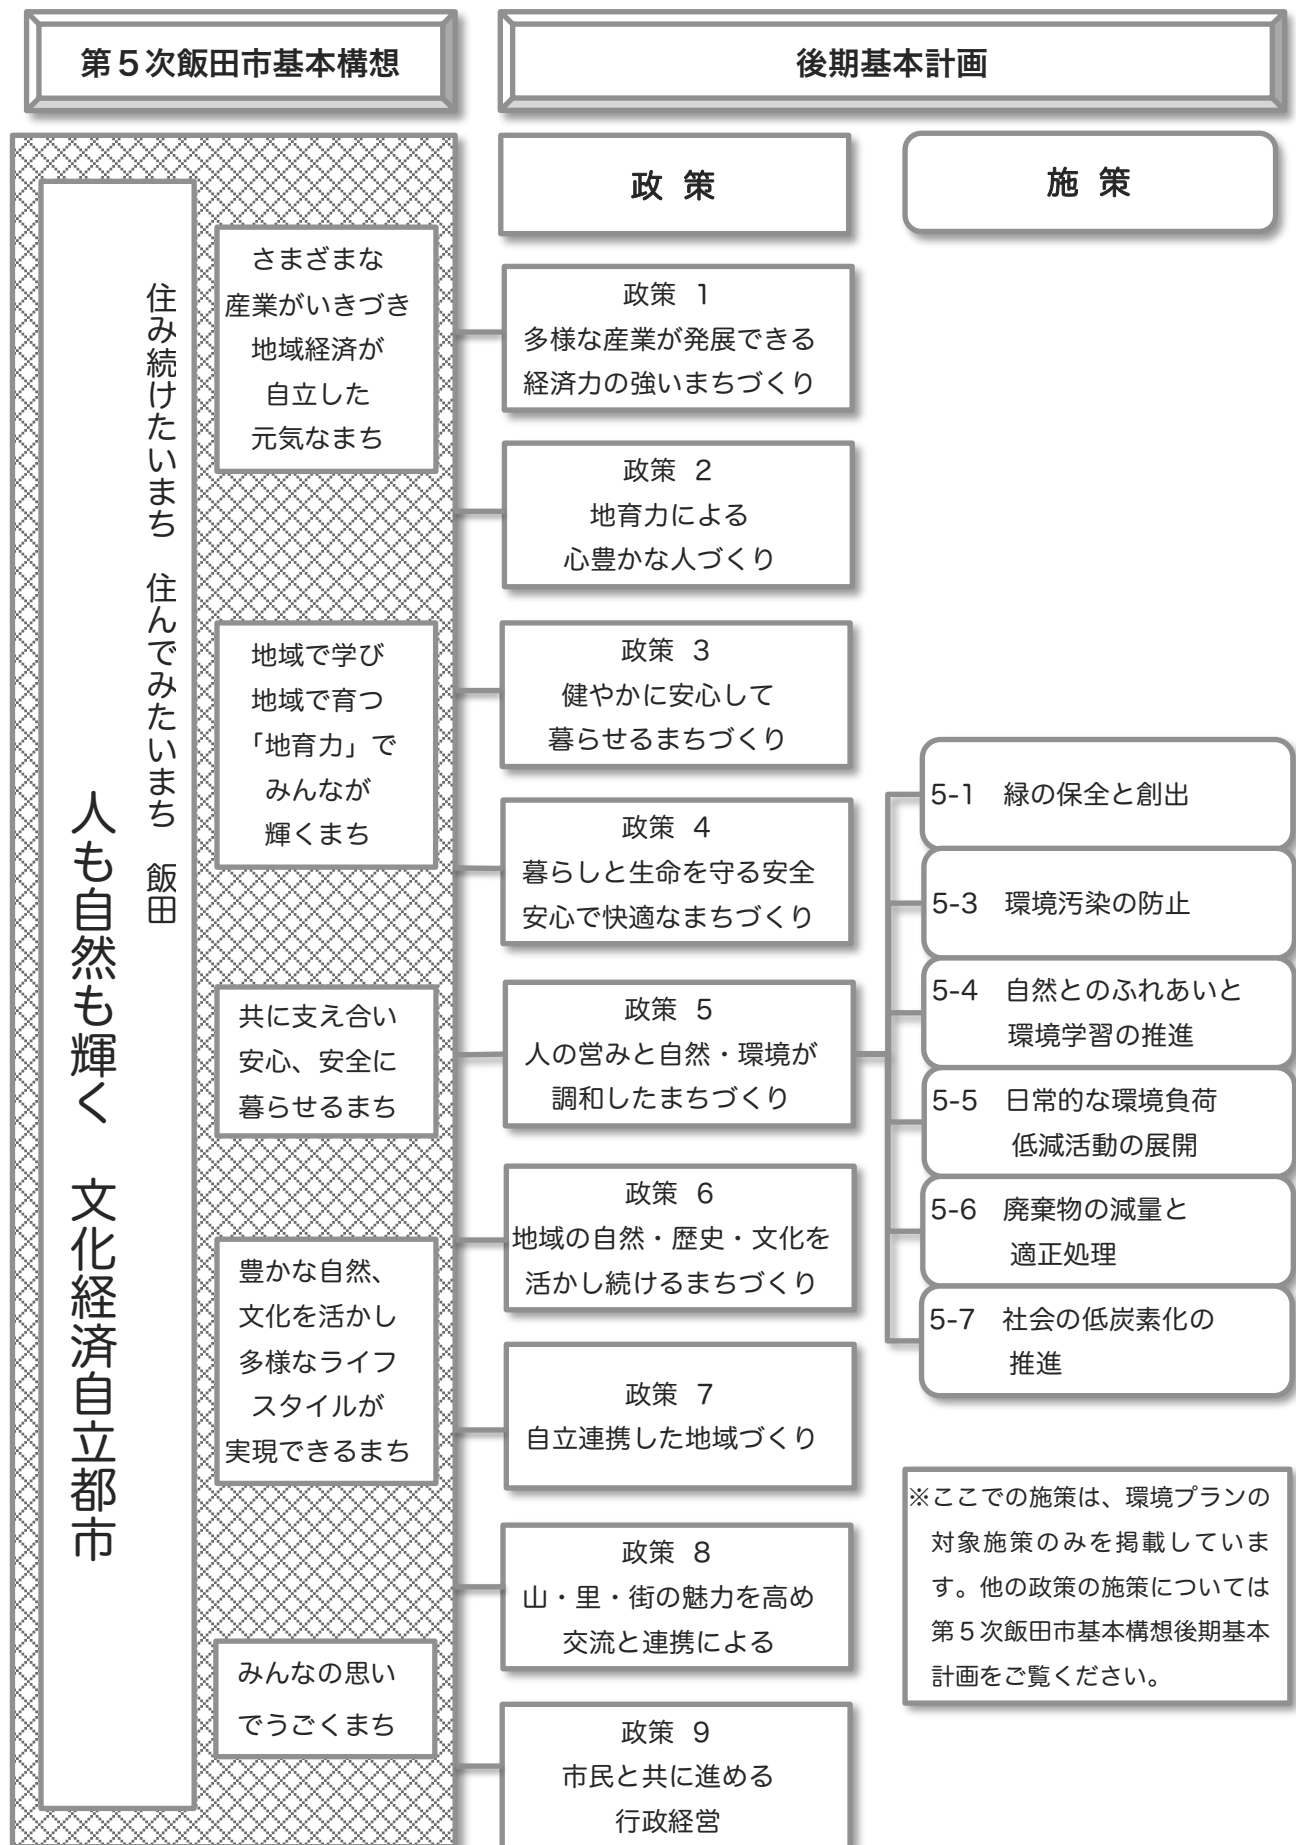 第5次飯田市基本構想
後期基本計画
政 策
施 策
人も自然も輝く 文化経済自立都市
住み続けたいまち 住んでみたいまち 飯田
さまざまな
産業がいきづき
地域経済が
自立した
元気なまち
地域で学び
地域で育つ
「地育力」で
みんなが
輝くまち
共に支え合い
安心、安全に
暮らせるまち
豊かな自然、
文化を活かし
多様なライフ
スタイルが
実現できるまち
みんなの思い
でうごくまち
政策 1
多様な産業が発展できる
経済力の強いまちづくり
政策 2
地育力による
心豊かな人づくり
政策 3
健やかに安心して
暮らせるまちづくり
政策 4
暮らしと生命を守る安全
安心で快適なまちづくり
政策 5
人の営みと自然・環境が
調和したまちづくり
政策 6
地域の自然・歴史・文化を
活かし続けるまちづくり
政策 7
自立連携した地域づくり
政策 8
山・里・街の魅力を高め
交流と連携による
政策 9
市民と共に進める
行政経営
5-1 緑の保全と創出
5-3 環境汚染の防止
5-4 自然とのふれあいと
環境学習の推進
5-5 日常的な環境負荷
低減活動の展開
5-6 廃棄物の減量と
適正処理
5-7 社会の低炭素化の
推進
※ここでの施策は、環境プランの
対象施策のみを掲載していま
す。他の政策の施策については
第5次飯田市基本構想後期基本
計画をご覧ください。